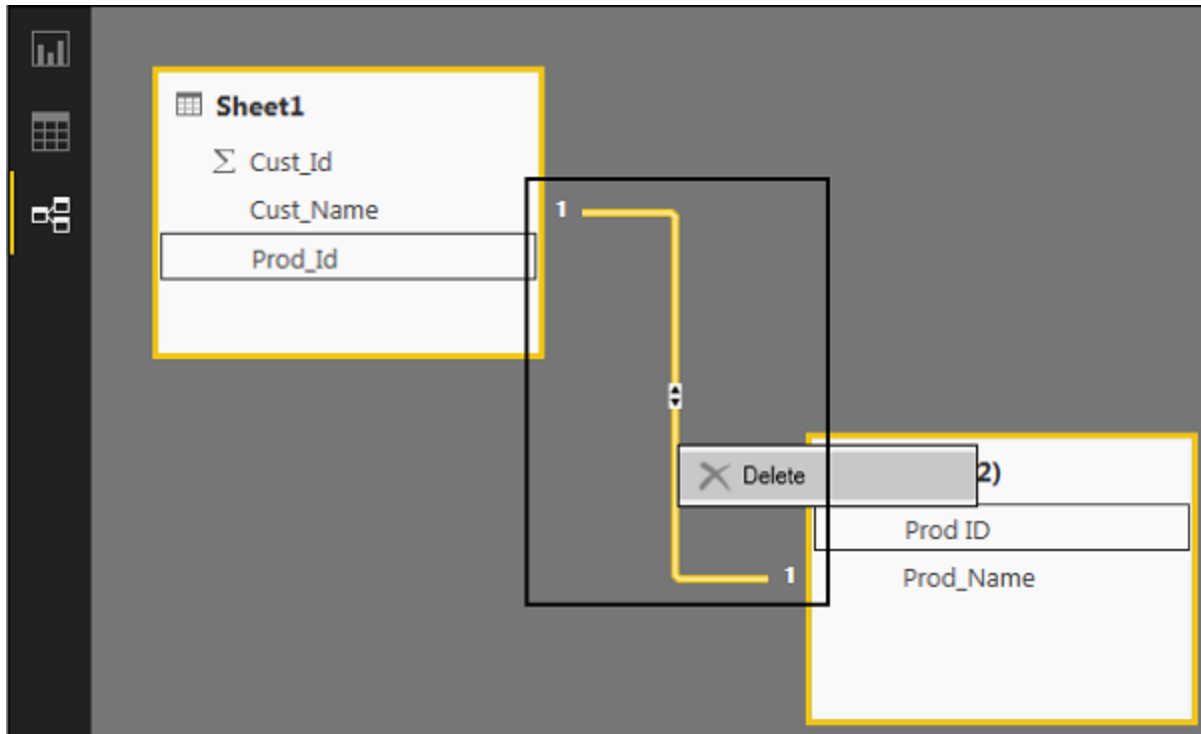 Sheet1
Σ Cust_Id
Cust_Name
1
Prod_Id
Delete
2)
Prod ID
1
Prod_Name